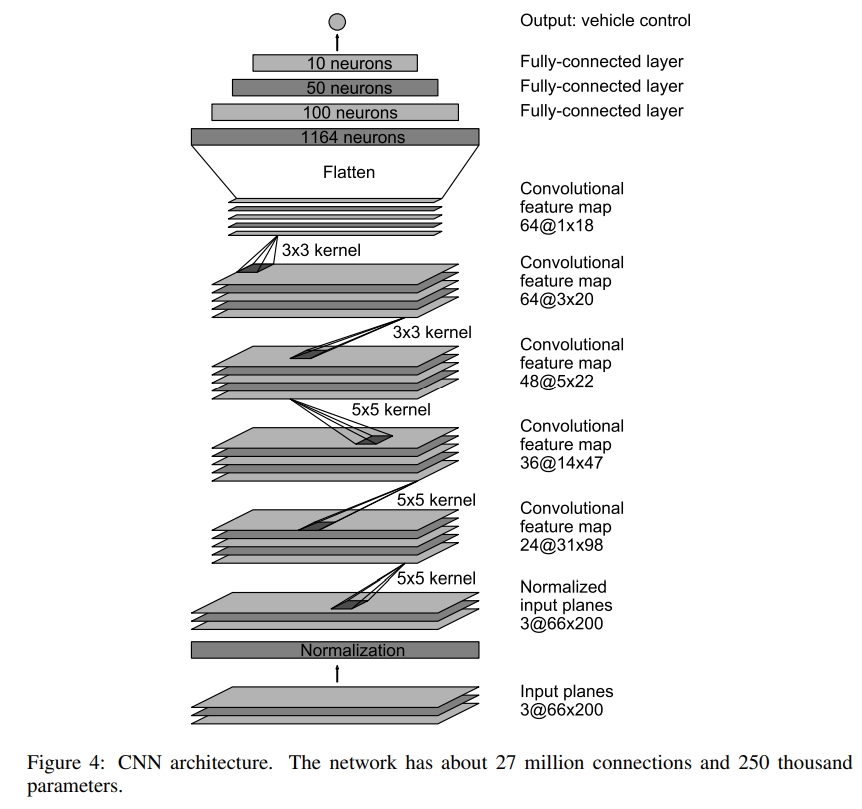 Output: vehicle control
10 neurons
Fully-connected layer
50 neurons
Fully-connected layer
100 neurons
Fully-connected layer
1164 neurons
Flatten
Convolutional
feature map
64@1x18
3x3 kernel
Convolutional
feature map
64@3x20
3x3 kernel
Convolutional
feature map
48@5x22
5x5 kernel
Convolutional
feature map
36@14x47
5x5 kernel
Convolutional
feature map
24@31x98
5x5 kernel
Normalized
input planes
3@66x200
Normalization
Input planes
3@66x200
Figure 4: CNN architecture. The network has about 27 million connections and 250 thousand
parameters.